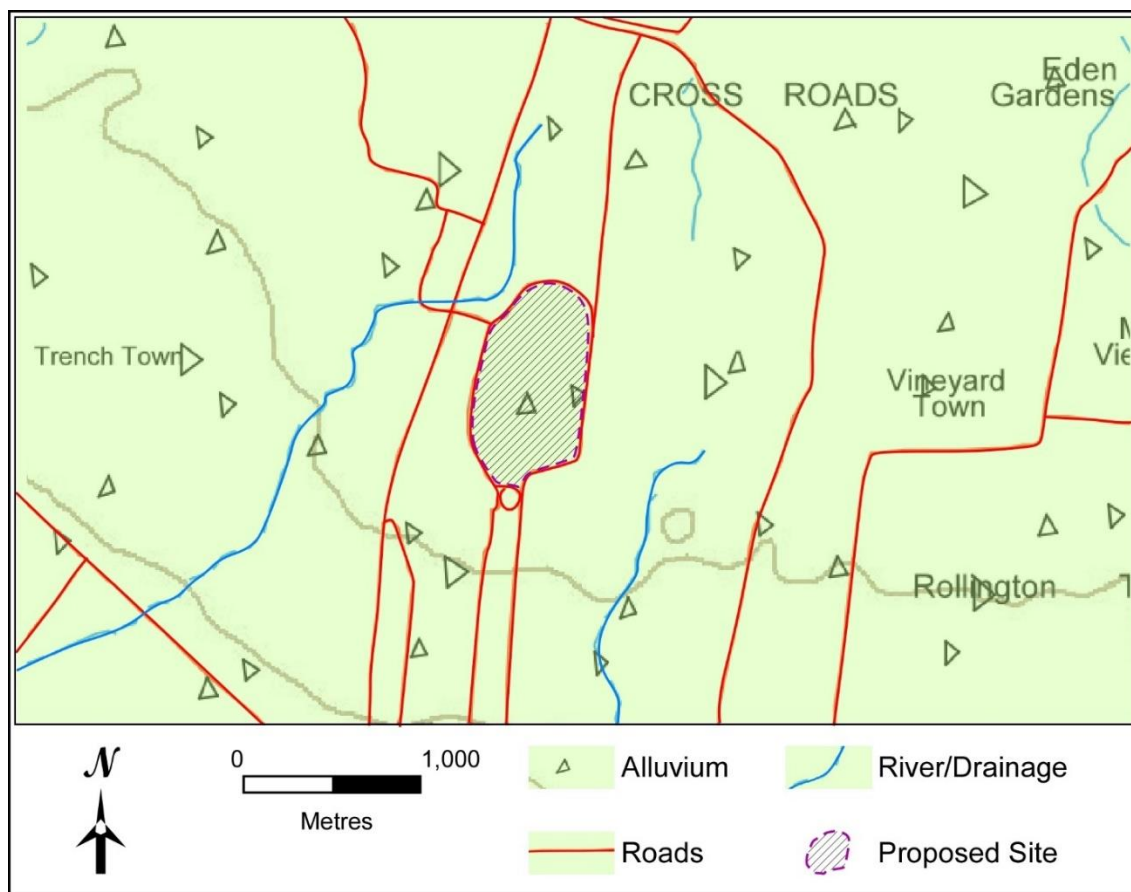 CROSS ROADS
Eden
Gardens
Trench Town
Vineyard
Town
M
Vie
Rollington T
N
0 1,000
Metres
Alluvium
River/Drainage
Roads
Proposed Site